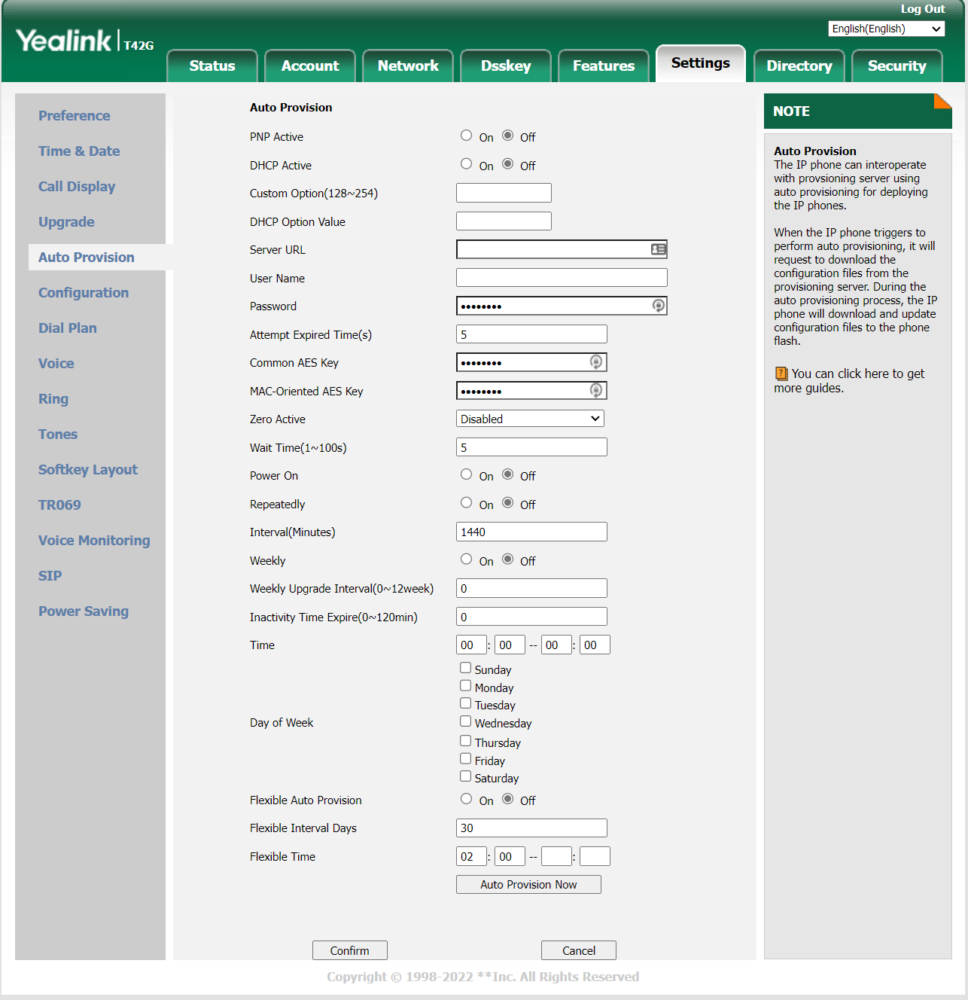 Log Out
English(English)
Yealink | T42G
Status
Account
Network
Dsskey
Features
Settings
Directory
Security
Preference
Time & Date
Call Display
Upgrade
Auto Provision
Configuration
Dial Plan
Voice
Ring
Tones
Softkey Layout
TR069
Voice Monitoring
SIP
Power Saving
Auto Provision
PNP Active On Off
DHCP Active On Off
Custom Option(128~254)
DHCP Option Value
Server URL
User Name
Password ••••••••
Attempt Expired Time(s) 5
Common AES Key ••••••••
MAC-Oriented AES Key ••••••••
Zero Active Disabled
Wait Time(1~100s) 5
Power On On Off
Repeatedly On Off
Interval(Minutes) 1440
Weekly On Off
Weekly Upgrade Interval(0~12week) 0
Inactivity Time Expire(0~120min) 0
Time 00 : 00 -- 00 : 00
Day of Week
Sunday
Monday
Tuesday
Wednesday
Thursday
Friday
Saturday
Flexible Auto Provision On Off
Flexible Interval Days 30
Flexible Time 02 : 00 -- :
Auto Provision Now
Confirm Cancel
NOTE
Auto Provision
The IP phone can interoperate
with provsioning server using
auto provisioning for deploying
the IP phones.
When the IP phone triggers to
perform auto provisioning, it will
request to download the
configuration files from the
provisioning server. During the
auto provisioning process, the IP
phone will download and update
configuration files to the phone
flash.
? You can click here to get
more guides.
Copyright © 1998-2022 **Inc. All Rights Reserved